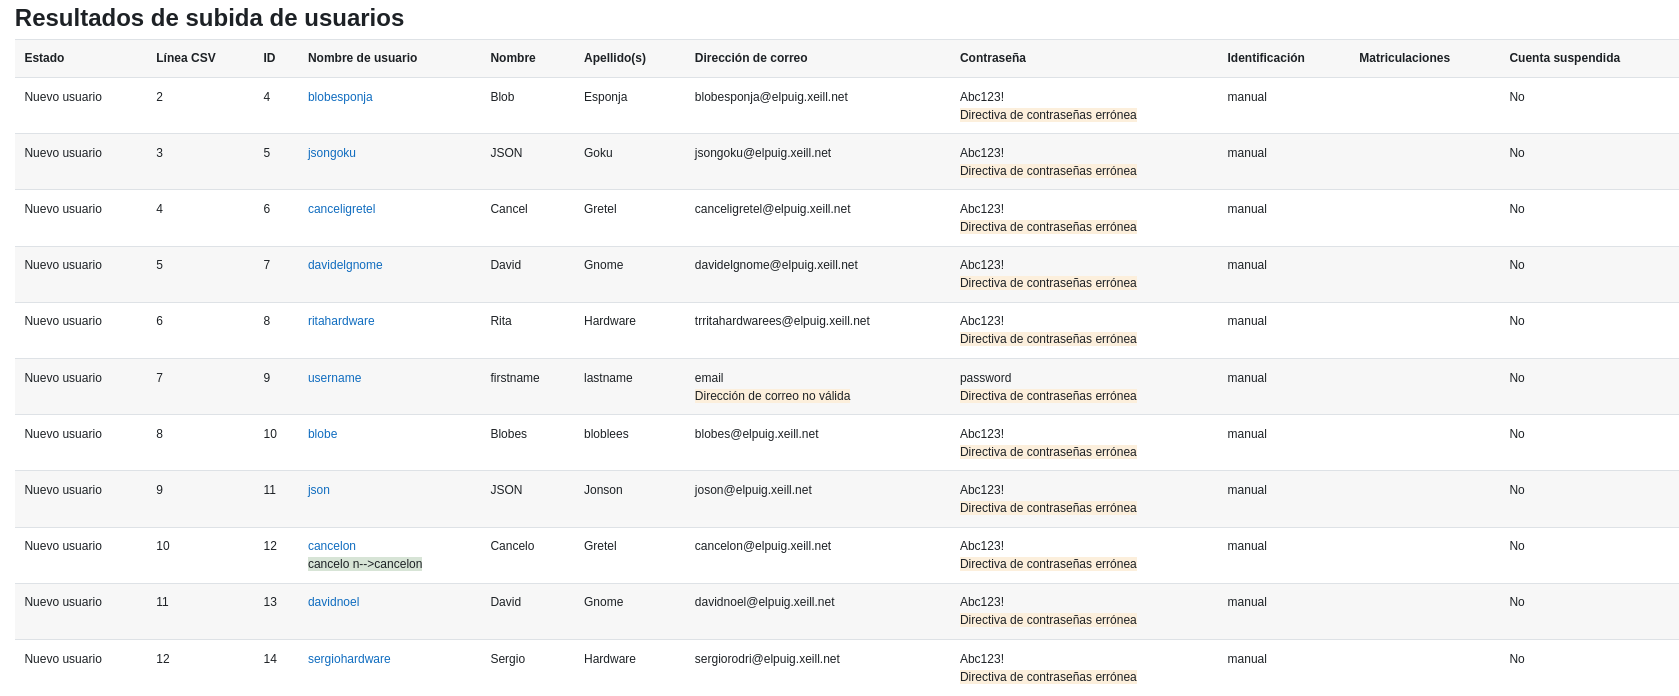 Resultados de subida de usuarios
Estado Línea CSV ID Nombre de usuario Nombre Apellido(s) Dirección de correo Contraseña Identificación Matriculaciones Cuenta suspendida
Nuevo usuario 2 4 blobesponja Blob Esponja blobesponja@elpuig.xeill.net Abc123! manual No
Directiva de contraseñas errónea
Nuevo usuario 3 5 jsongoku JSON Goku jsongoku@elpuig.xeill.net Abc123! manual No
Directiva de contraseñas errónea
Nuevo usuario 4 6 canceligretel Cancel Gretel canceligretel@elpuig.xeill.net Abc123! manual No
Directiva de contraseñas errónea
Nuevo usuario 5 7 davidelgnome David Gnome davidelgnome@elpuig.xeill.net Abc123! manual No
Directiva de contraseñas errónea
Nuevo usuario 6 8 ritahardware Rita Hardware trritahardwarees@elpuig.xeill.net Abc123! manual No
Directiva de contraseñas errónea
Nuevo usuario 7 9 username firstname lastname email password manual No
Dirección de correo no válida Directiva de contraseñas errónea
Nuevo usuario 8 10 blobe Blobes bloblees blobes@elpuig.xeill.net Abc123! manual No
Directiva de contraseñas errónea
Nuevo usuario 9 11 json JSON Jonson joson@elpuig.xeill.net Abc123! manual No
Directiva de contraseñas errónea
Nuevo usuario 10 12 cancelon Cancelo Gretel cancelon@elpuig.xeill.net Abc123! manual No
cancelo n-->cancelon Directiva de contraseñas errónea
Nuevo usuario 11 13 davidnoel David Gnome davidnoel@elpuig.xeill.net Abc123! manual No
Directiva de contraseñas errónea
Nuevo usuario 12 14 sergiohardware Sergio Hardware sergiorodri@elpuig.xeill.net Abc123! manual No
Directiva de contraseñas errónea